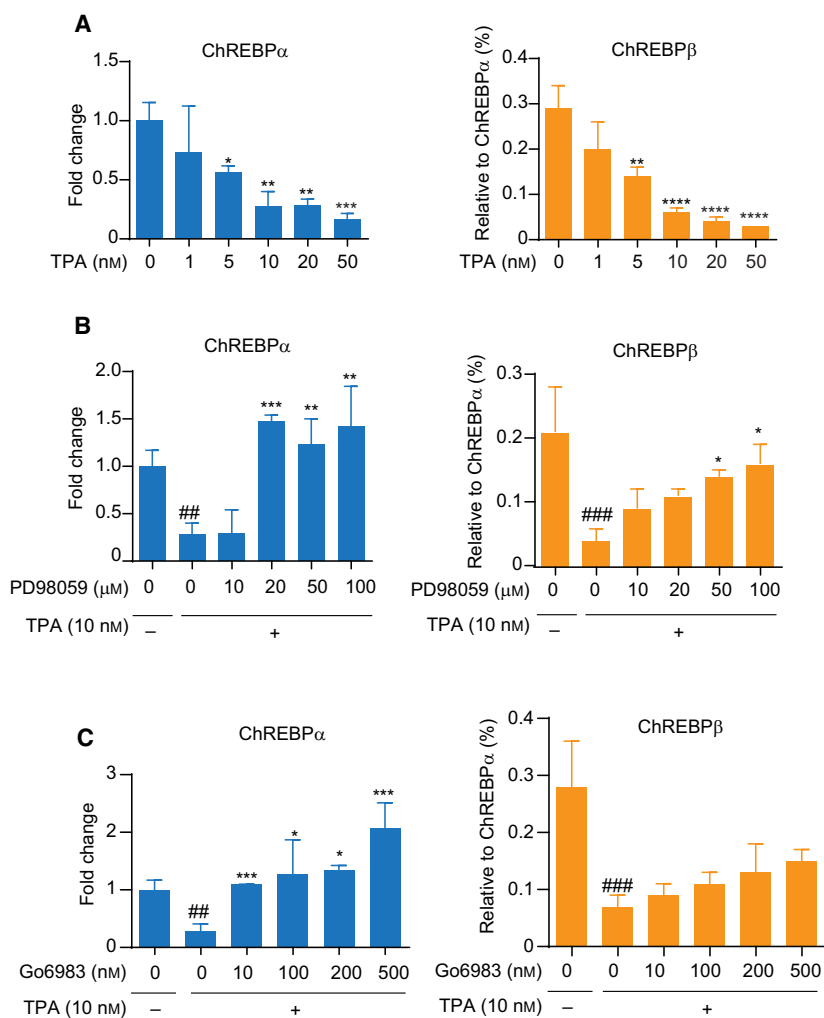 A
ChREBPα
Fold change
1.5
1.0
0.5
0
* ** ** ***
TPA (nM) 0 1 5 10 20 50
ChREBPβ
Relative to ChREBPα (%)
0.4
0.3
0.2
0.1
0
** **** **** ****
TPA (nM) 0 1 5 10 20 50
B
ChREBPα
Fold change
2.0
1.5
1.0
0.5
0
## *** ** **
PD98059 (μM) 0 0 10 20 50 100
TPA (10 nM) – +
ChREBPβ
Relative to ChREBPα (%)
0.3
0.2
0.1
0
### * *
PD98059 (μM) 0 0 10 20 50 100
TPA (10 nM) – +
C
ChREBPα
Fold change
3
2
1
0
## *** * * ***
Go6983 (nM) 0 0 10 100 200 500
TPA (10 nM) – +
ChREBPβ
Relative to ChREBPα (%)
0.4
0.3
0.2
0.1
0
###
Go6983 (nM) 0 0 10 100 200 500
TPA (10 nM) – +